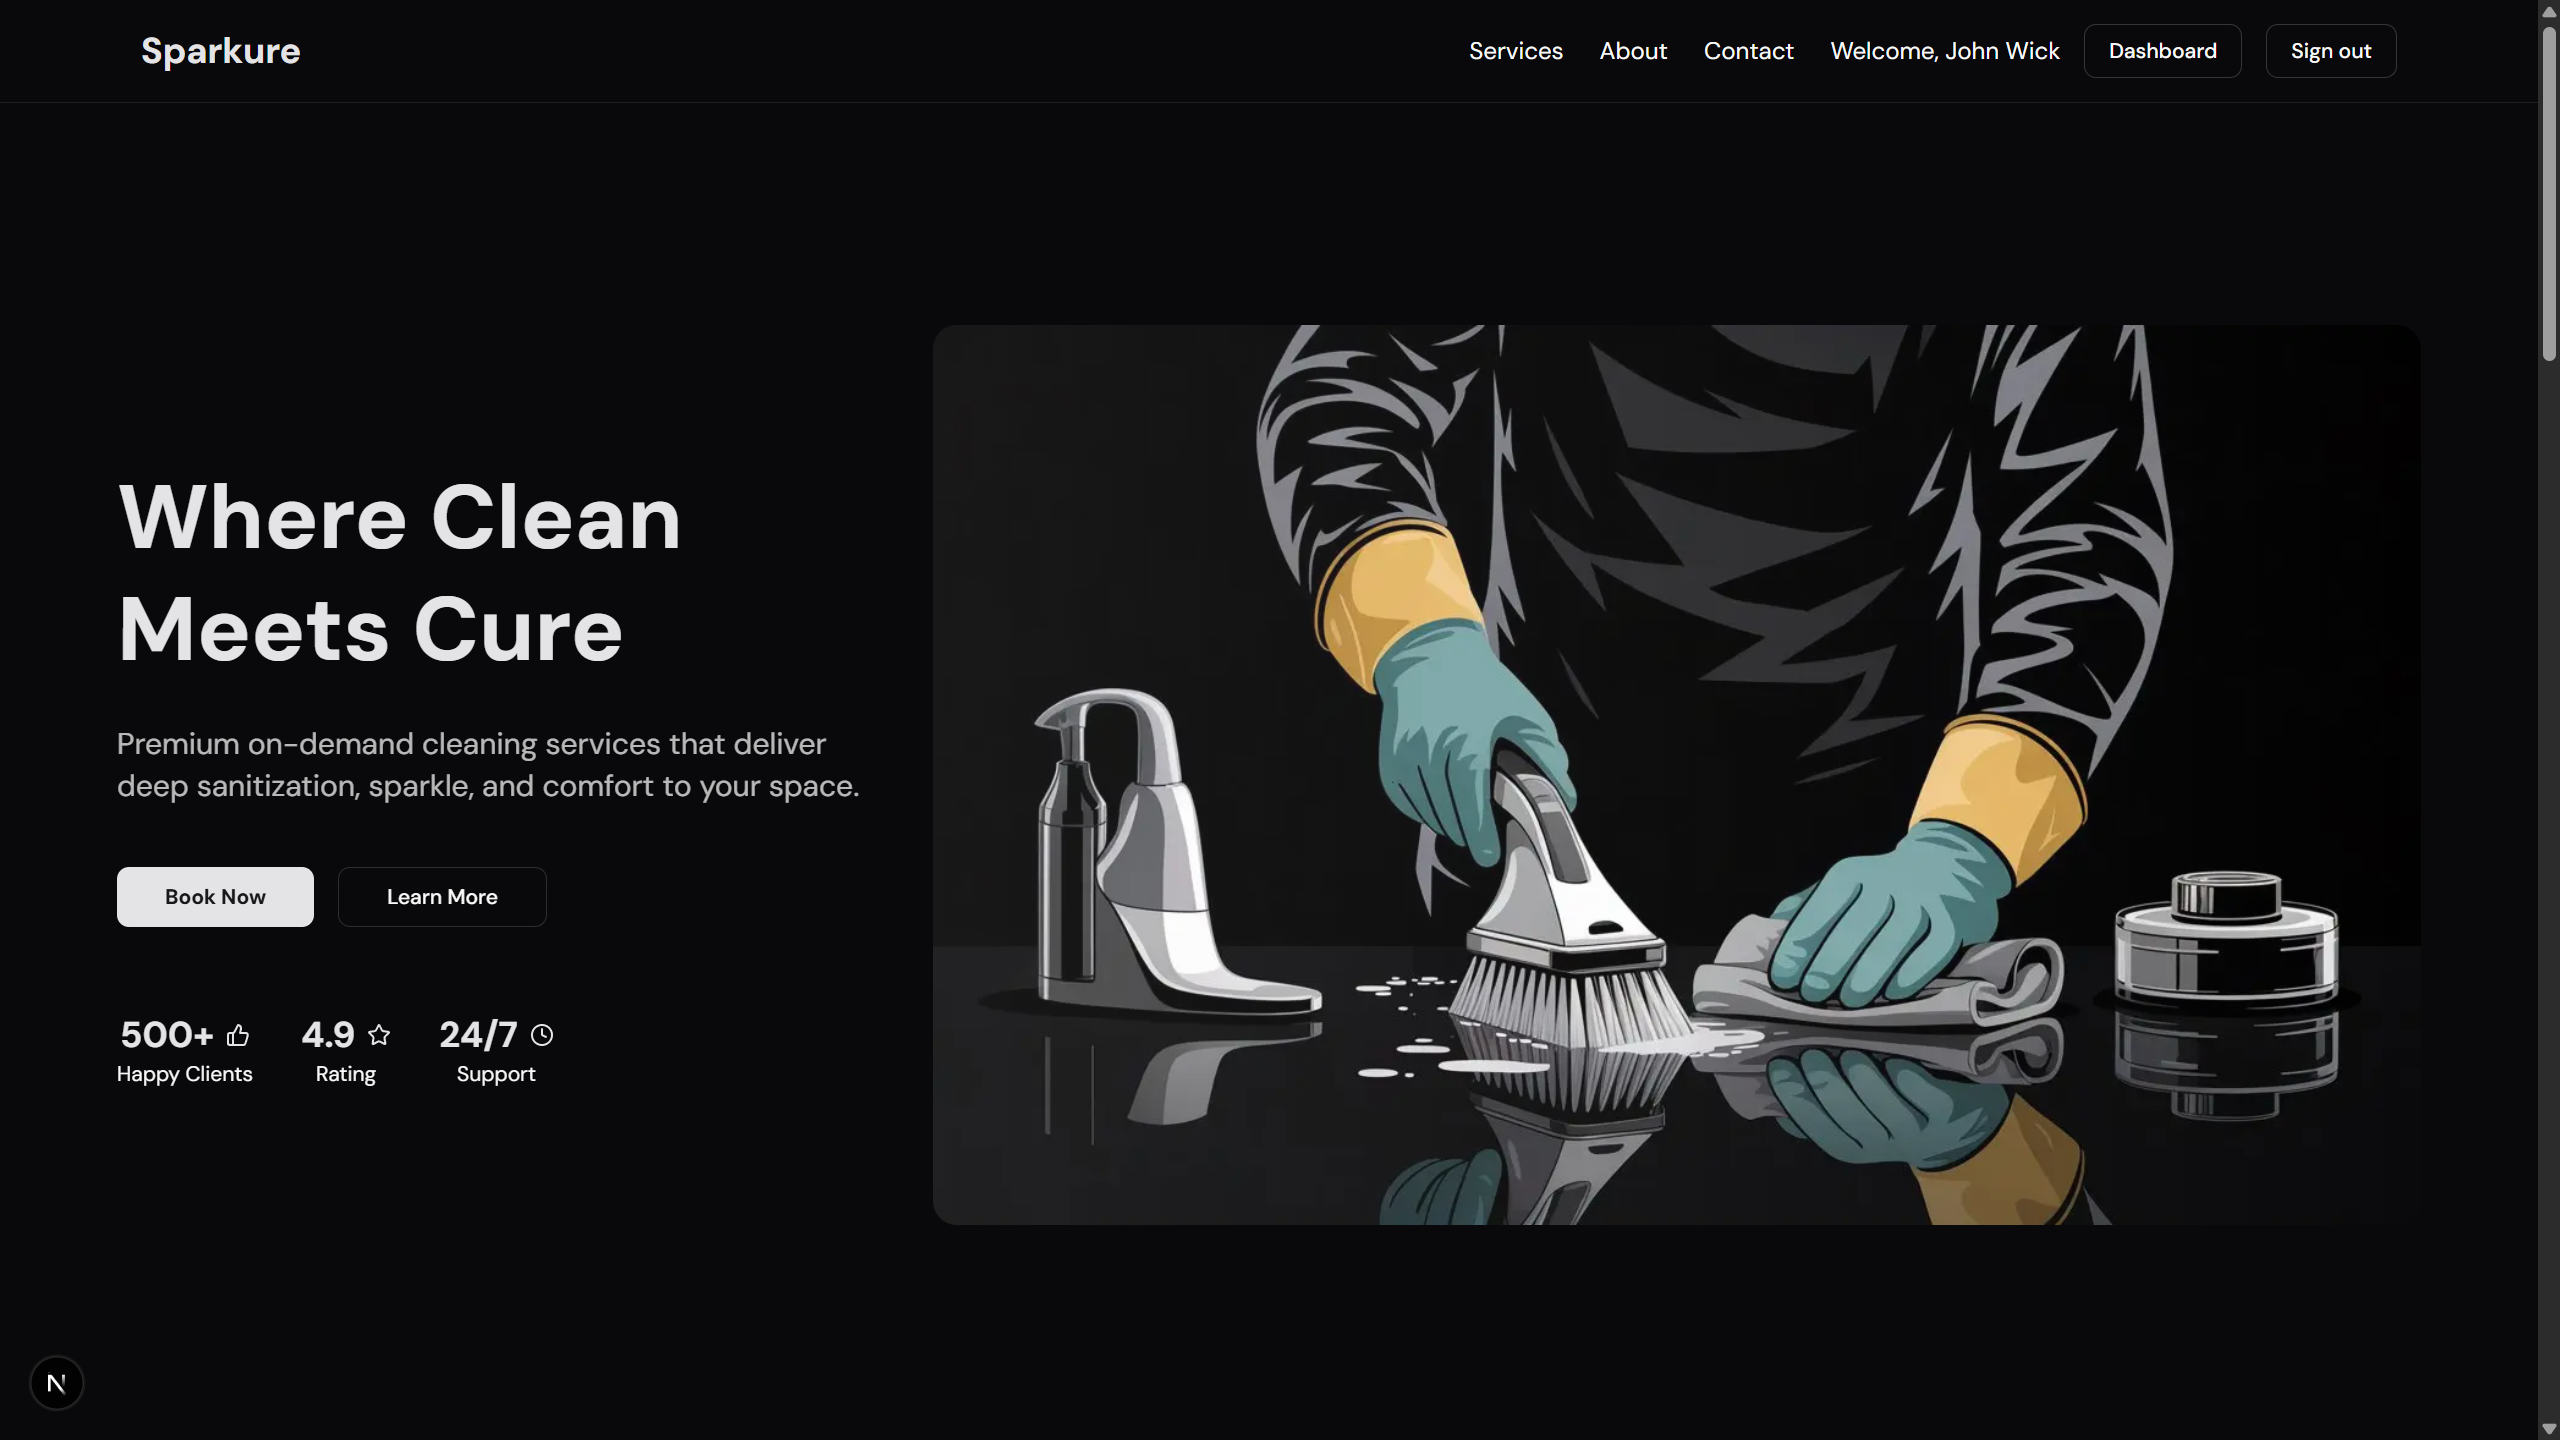 Sparkure
Services About Contact Welcome, John Wick Dashboard Sign out
Where Clean
Meets Cure
Premium on-demand cleaning services that deliver
deep sanitization, sparkle, and comfort to your space.
Book Now Learn More
500+ 4.9 24/7
Happy Clients Rating Support
N